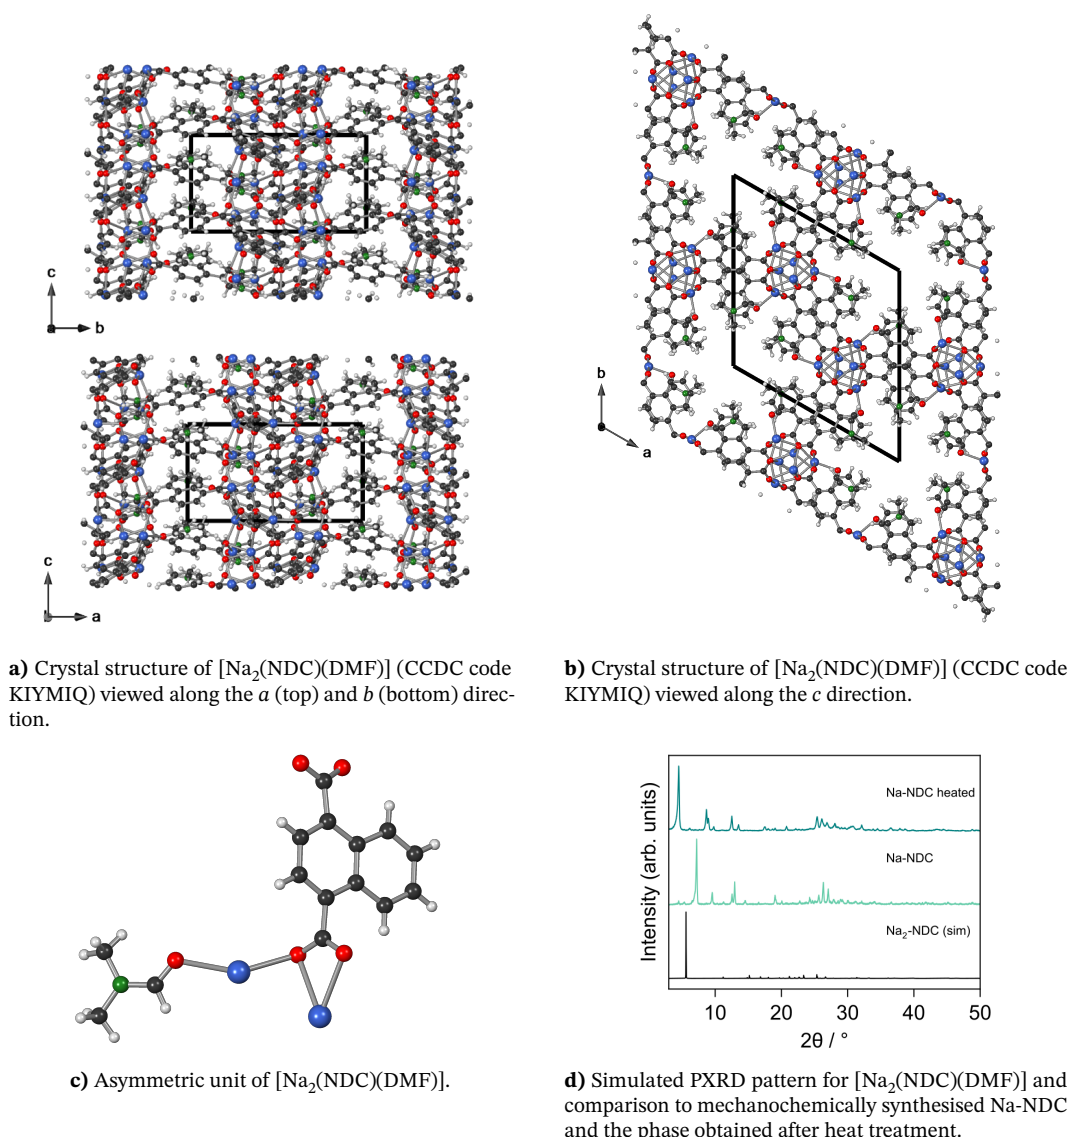 c
b
c
a
b
a
a) Crystal structure of [Na₂(NDC)(DMF)] (CCDC code
KIYMIQ) viewed along the a (top) and b (bottom) direc-
tion.
b) Crystal structure of [Na₂(NDC)(DMF)] (CCDC code
KIYMIQ) viewed along the c direction.
c) Asymmetric unit of [Na₂(NDC)(DMF)].
Intensity (arb. units)
Na-NDC heated
Na-NDC
Na₂-NDC (sim)
10 20 30 40 50
2θ / °
d) Simulated PXRD pattern for [Na₂(NDC)(DMF)] and
comparison to mechanochemically synthesised Na-NDC
and the phase obtained after heat treatment.